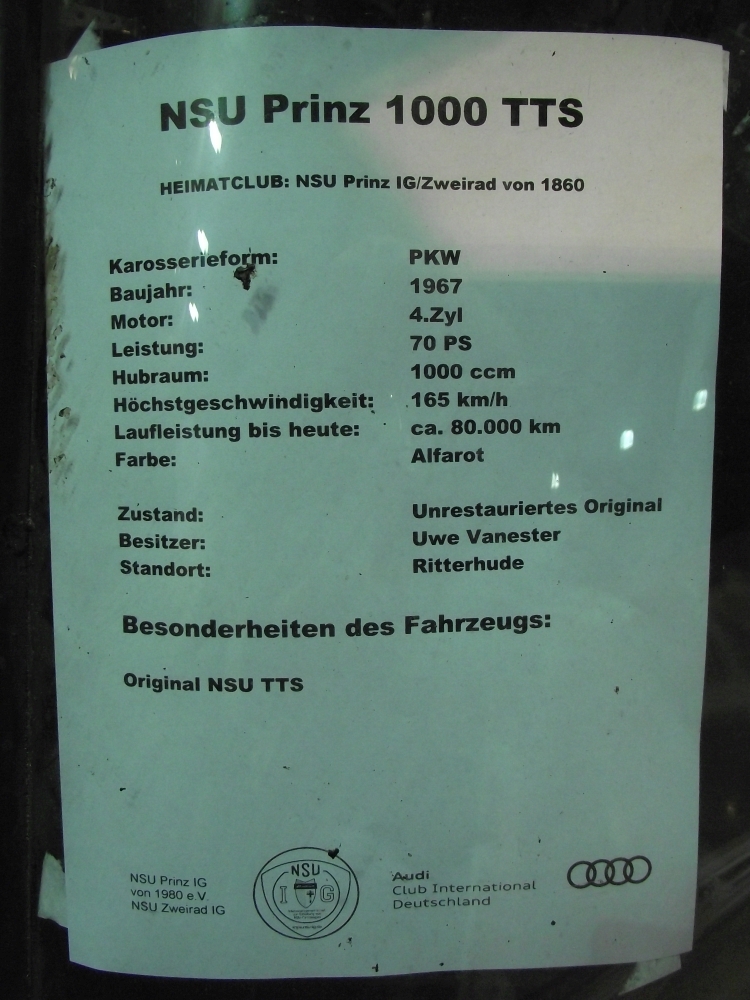 NSU Prinz 1000 TTS
HEIMATCLUB: NSU Prinz IG/Zweirad von 1860
Karosserieform: PKW
Baujahr: 1967
Motor: 4.Zyl
Leistung: 70 PS
Hubraum: 1000 ccm
Höchstgeschwindigkeit: 165 km/h
Laufleistung bis heute: ca. 80.000 km
Farbe: Alfarot
Zustand: Unrestauriertes Original
Besitzer: Uwe Vanester
Standort: Ritterhude
Besonderheiten des Fahrzeugs:
Original NSU TTS
NSU Prinz IG
von 1980 e.V.
NSU Zweirad IG
NSU
I G
Audi
Club International
Deutschland